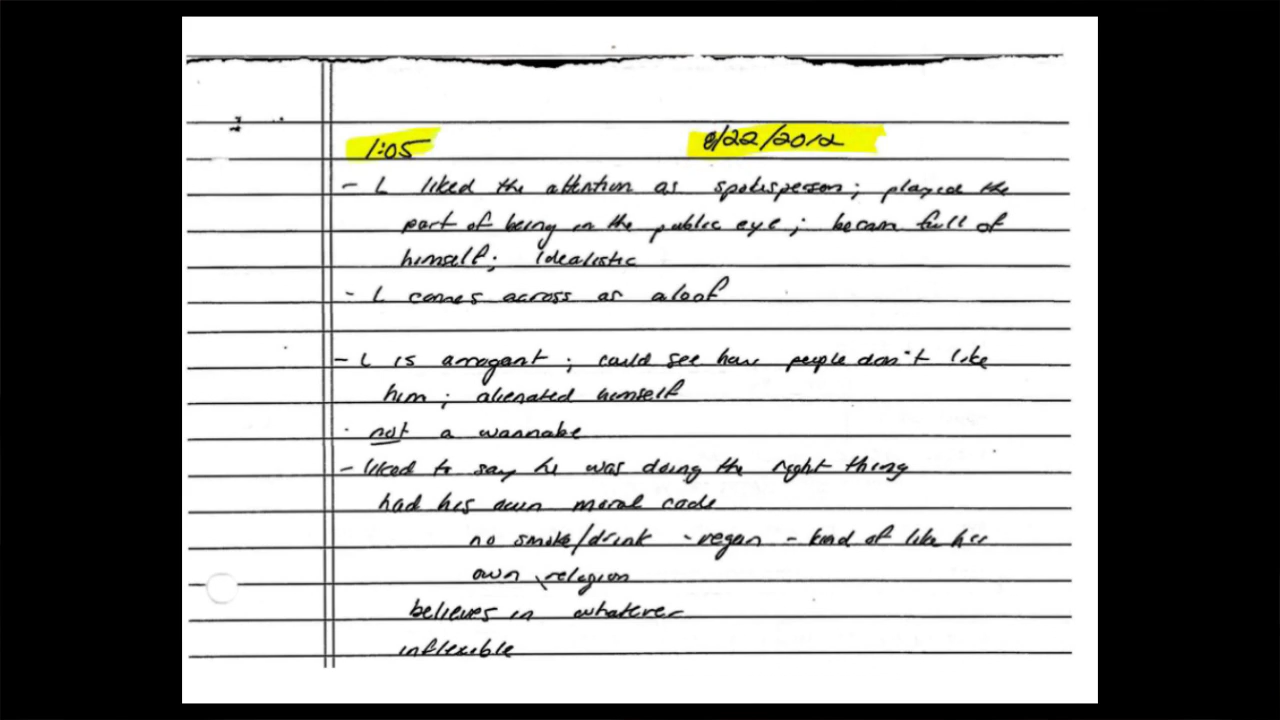 1:05 8/22/2012
- L liked the attention as spokesperson; played the
part of being in the public eye; becam full of
himself; idealistic
- L comes across as aloof
- L is arrogant; could see how people don't like
him; alienated himself
- not a wannabe
- liked to say he was doing the right thing
had his own moral code
no smoke/drink - vegan - kind of like his
own religion
believes in whatever
inflexible